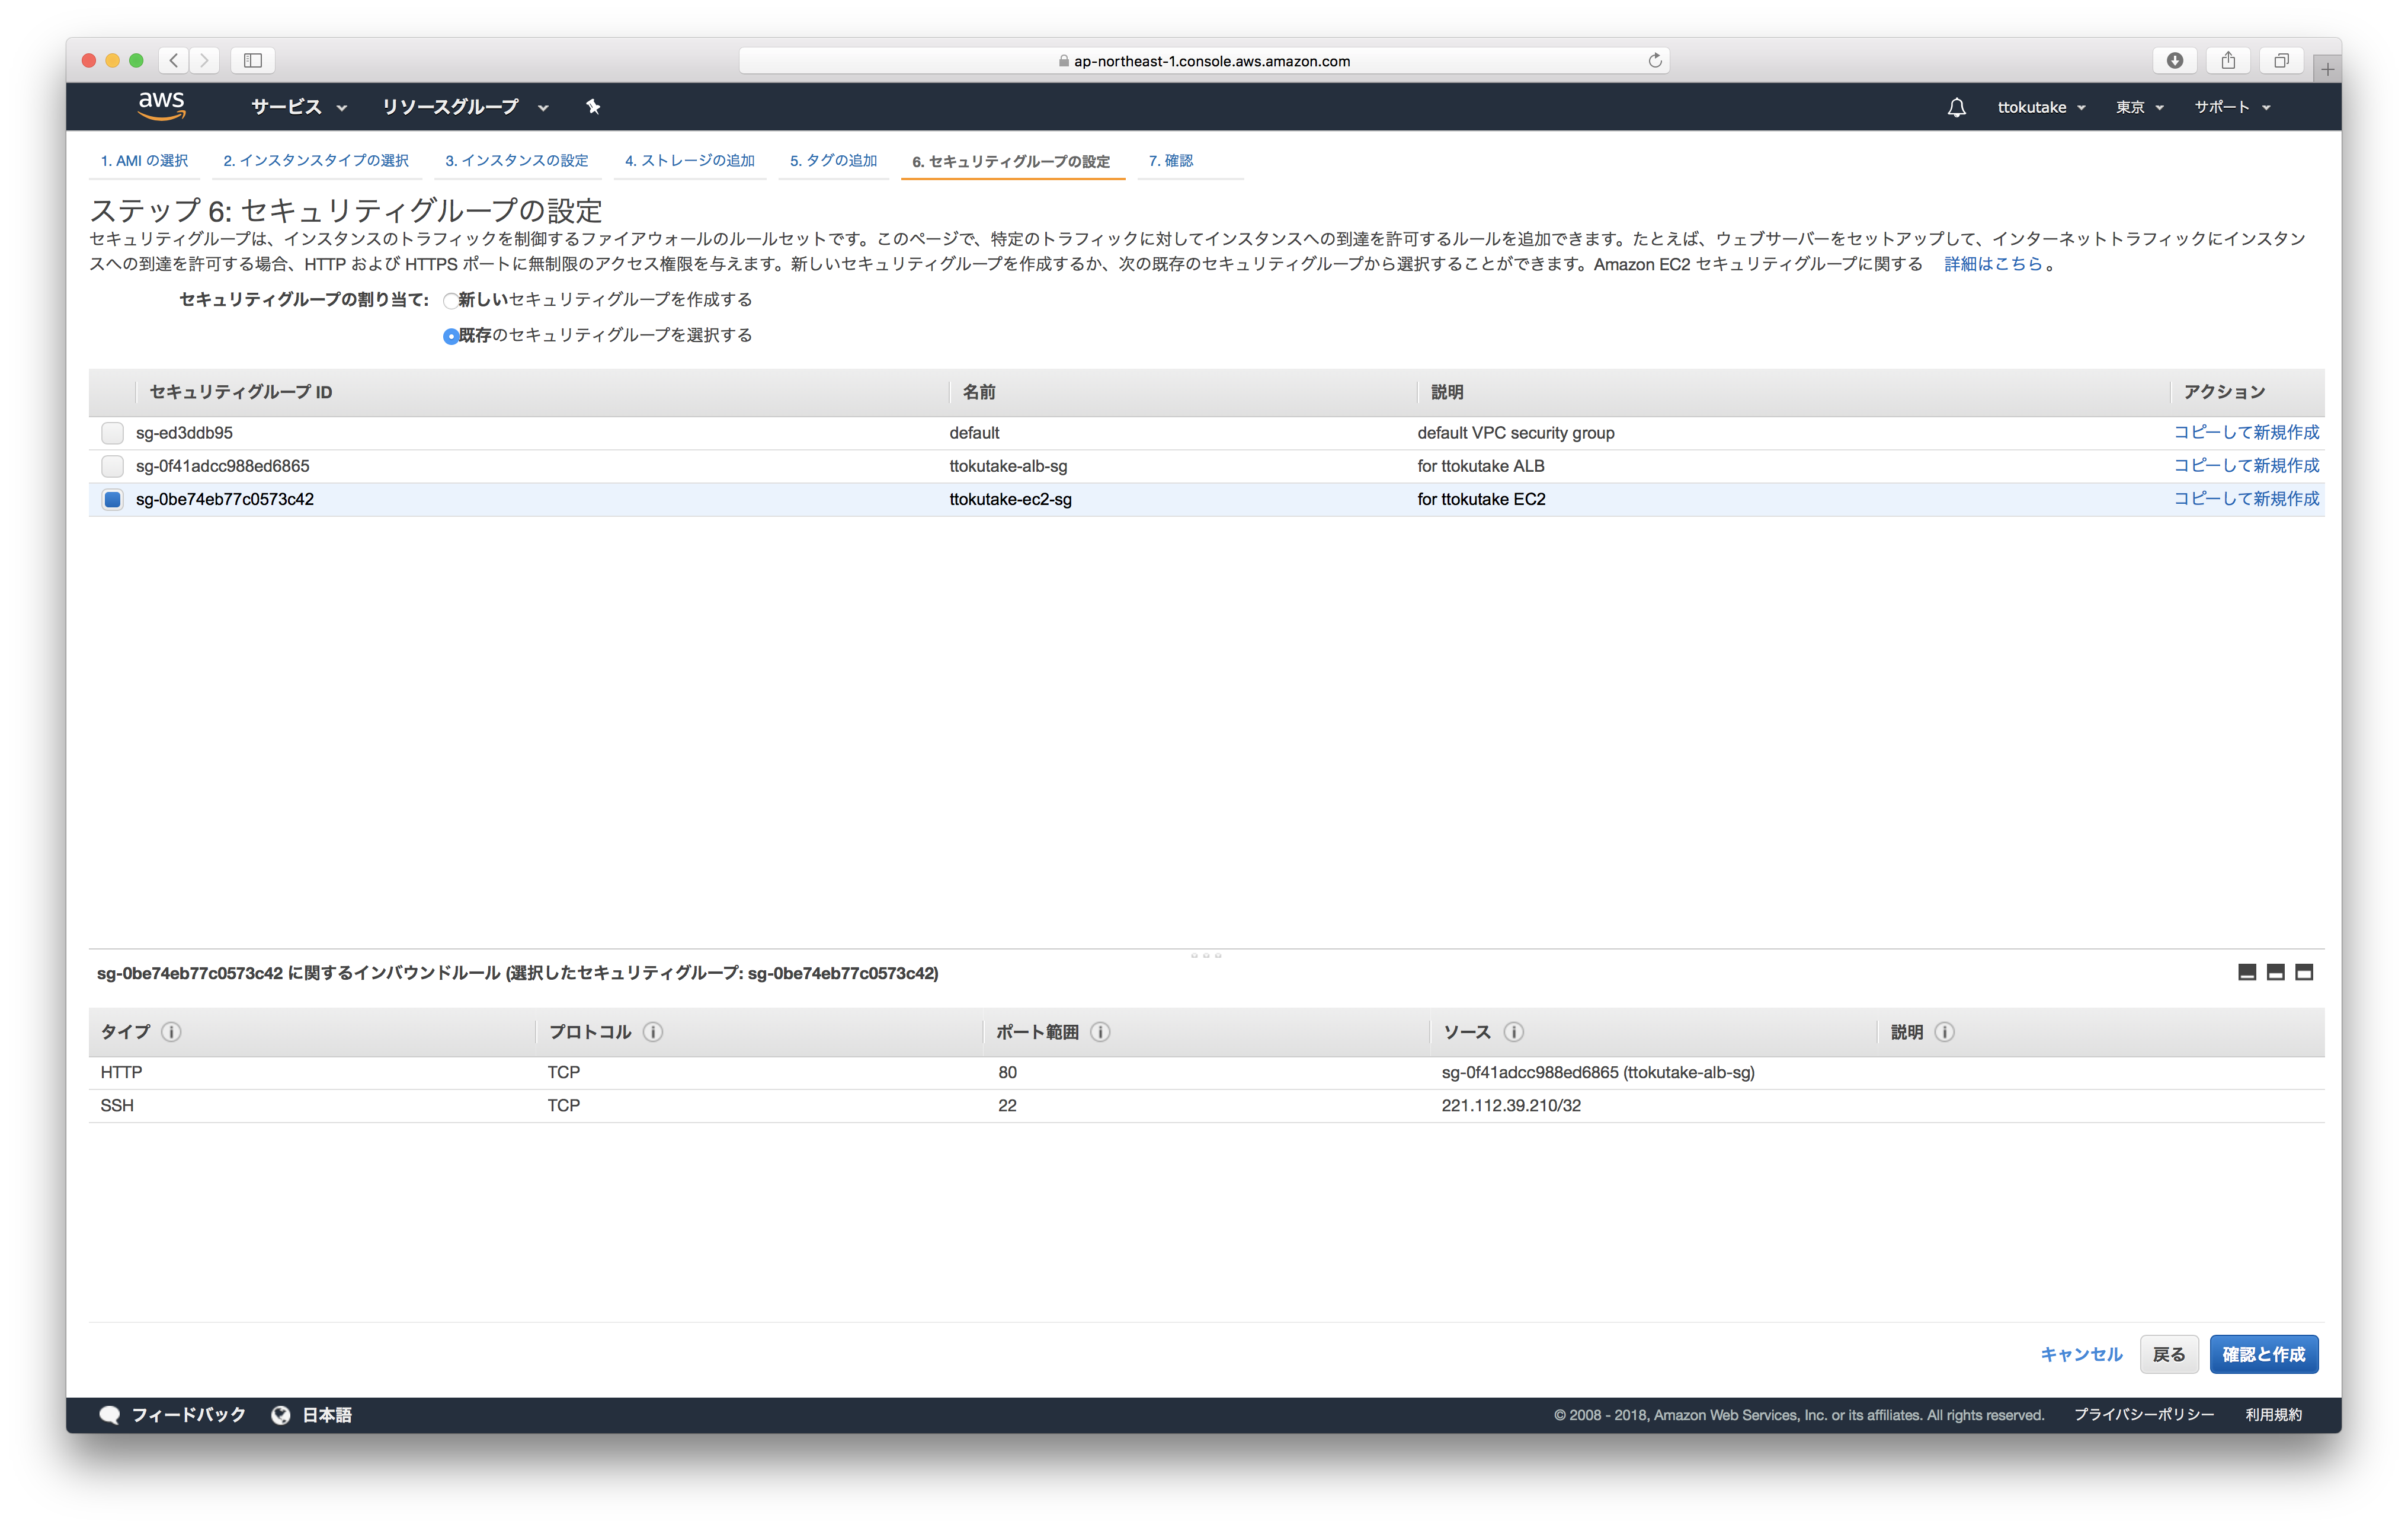 ap-northeast-1.console.aws.amazon.com
aws サービス リソースグループ ttokutake 東京 サポート
1. AMI の選択 2. インスタンスタイプの選択 3. インスタンスの設定 4. ストレージの追加 5. タグの追加 6. セキュリティグループの設定 7. 確認
ステップ 6: セキュリティグループの設定
セキュリティグループは、インスタンスのトラフィックを制御するファイアウォールのルールセットです。このページで、特定のトラフィックに対してインスタンスへの到達を許可するルールを追加できます。たとえば、ウェブサーバーをセットアップして、インターネットトラフィックにインスタン
スへの到達を許可する場合、HTTP および HTTPS ポートに無制限のアクセス権限を与えます。新しいセキュリティグループを作成するか、次の既存のセキュリティグループから選択することができます。Amazon EC2 セキュリティグループに関する 詳細はこちら。
セキュリティグループの割り当て: 新しいセキュリティグループを作成する
既存のセキュリティグループを選択する
セキュリティグループ ID 名前 説明 アクション
sg-ed3ddb95 default default VPC security group コピーして新規作成
sg-0f41adcc988ed6865 ttokutake-alb-sg for ttokutake ALB コピーして新規作成
sg-0be74eb77c0573c42 ttokutake-ec2-sg for ttokutake EC2 コピーして新規作成
sg-0be74eb77c0573c42 に関するインバウンドルール (選択したセキュリティグループ: sg-0be74eb77c0573c42)
タイプ プロトコル ポート範囲 ソース 説明
HTTP TCP 80 sg-0f41adcc988ed6865 (ttokutake-alb-sg)
SSH TCP 22 221.112.39.210/32
キャンセル 戻る 確認と作成
フィードバック 日本語 © 2008 - 2018, Amazon Web Services, Inc. or its affiliates. All rights reserved. プライバシーポリシー 利用規約